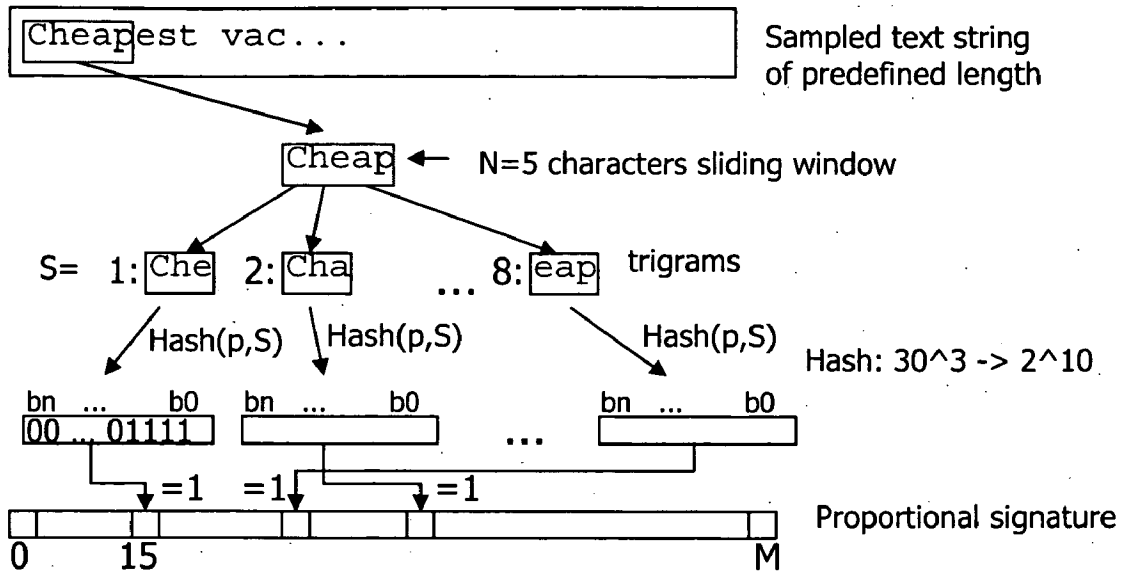 Cheapest vac...
Sampled text string
of predefined length
Cheap
N=5 characters sliding window
S= 1: Che 2: Cha ... 8: eap trigrams
Hash(p,S) Hash(p,S) Hash(p,S)
Hash: 30^3 -> 2^10
bn ... b0 bn ... b0 bn ... b0
00 ... 01111 ...
=1 =1 =1
Proportional signature
0 15 M